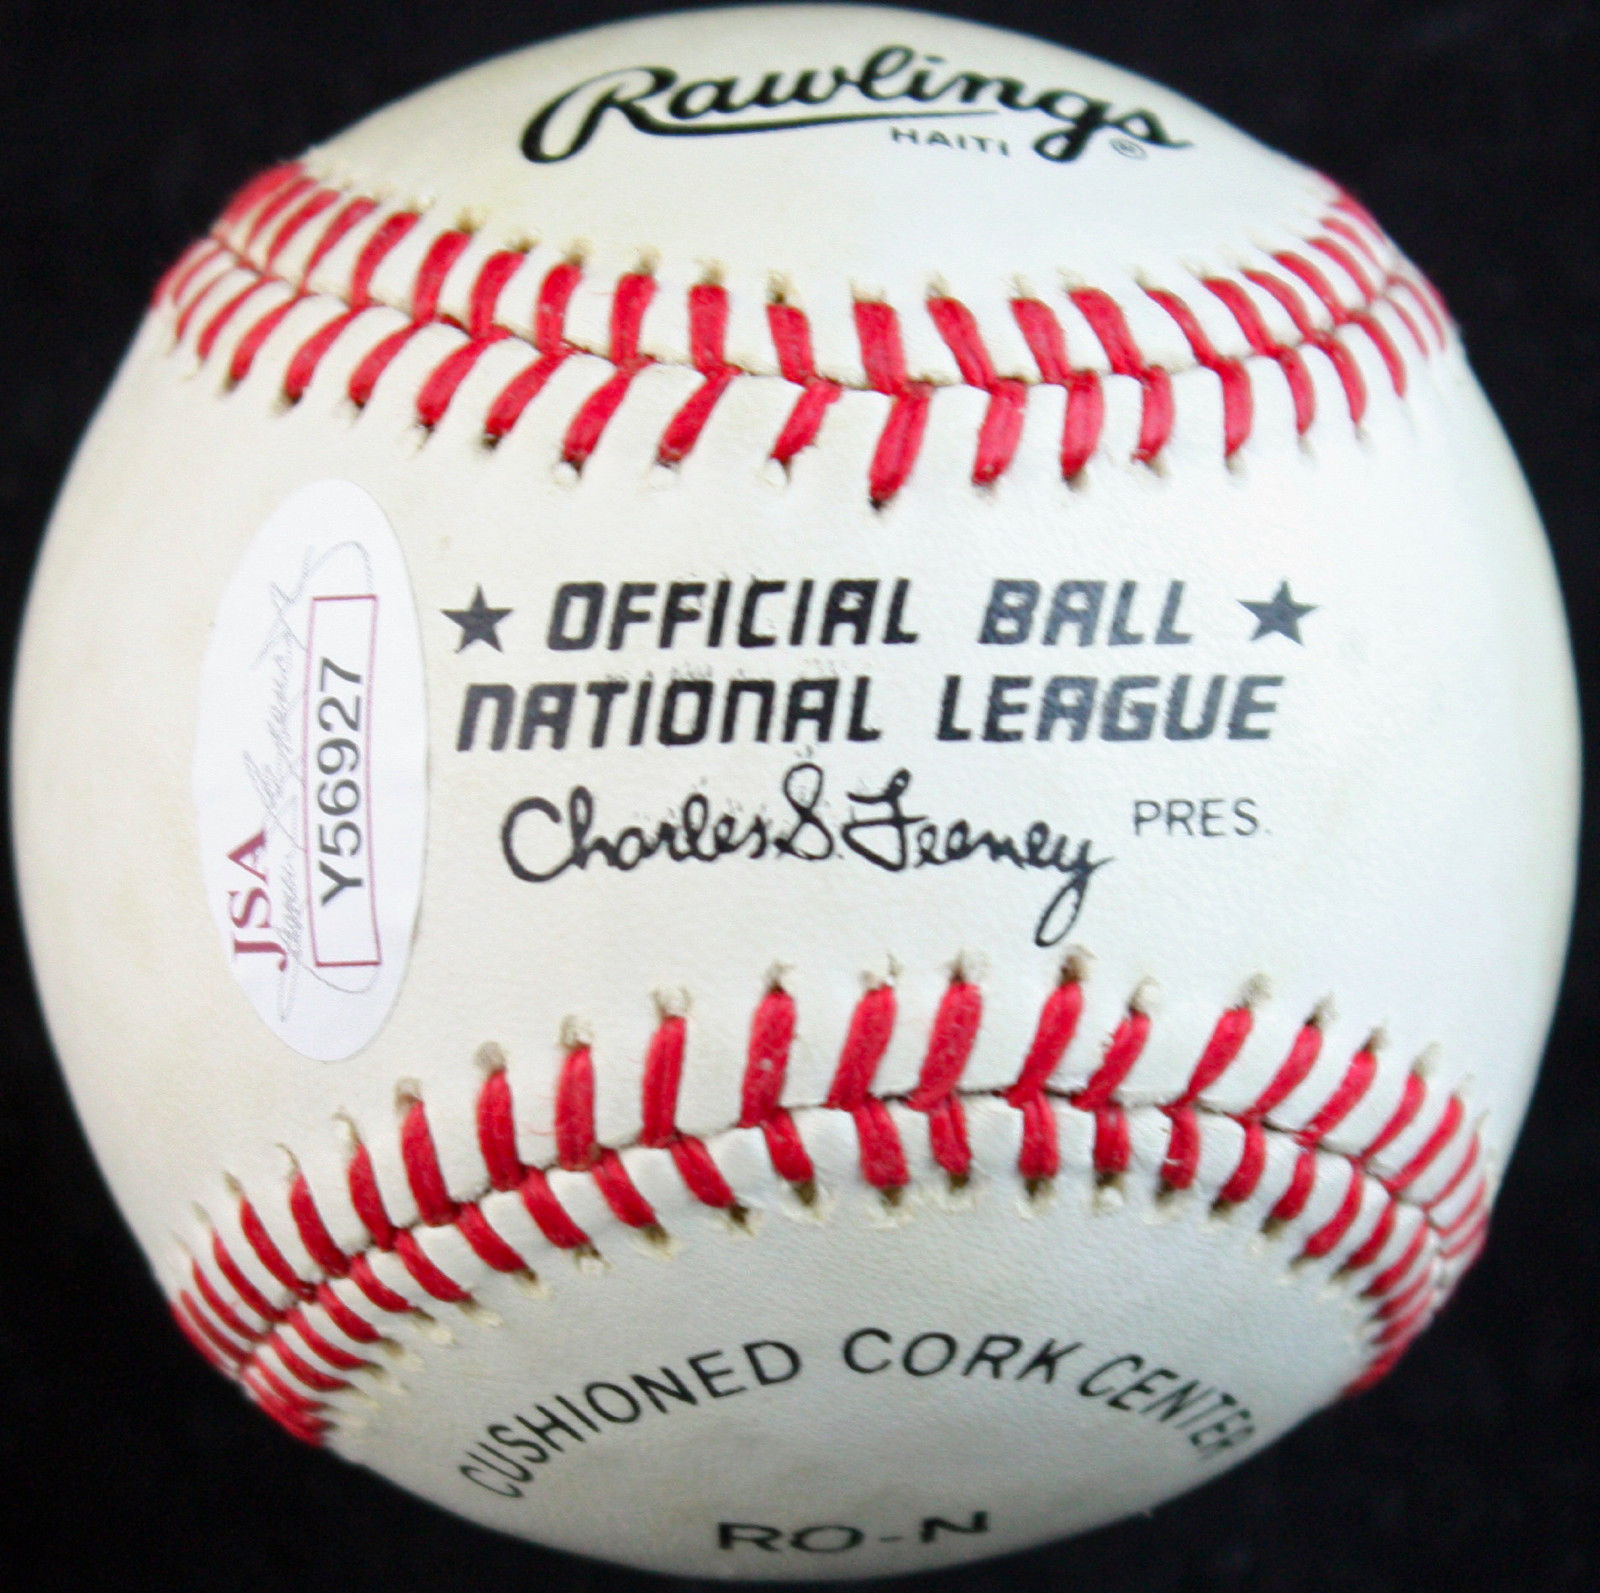 Rawlings
HAITI ®
★ OFFICIAL BALL ★
NATIONAL LEAGUE
Charles S. Feeney PRES.
JSA
Y56927
CUSHIONED CORK CENTER
RO-N